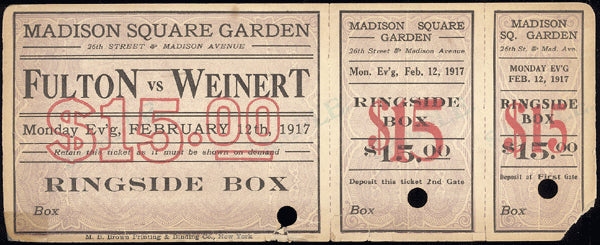 MADISON SQUARE GARDEN
26th STREET & MADISON AVENUE
FULTON VS WEINERT
$15.00
Monday Ev'g, FEBRUARY 12th, 1917
Retain this ticket as it must be shown on demand
RINGSIDE BOX
Box
M. B. Brown Printing & Binding Co., New York
MADISON SQUARE
GARDEN
26th Street & Madison Avenue
Mon. Ev'g, Feb. 12, 1917
RINGSIDE
BOX
$15
$15.00
Deposit this ticket 2nd Gate
Box
MADISON
SQ. GARDEN
26th St. & Mad. Ave.
MONDAY EV'G
FEB. 12, 1917
RINGSIDE
BOX
$15
$15.00
Deposit at First Gate
Box